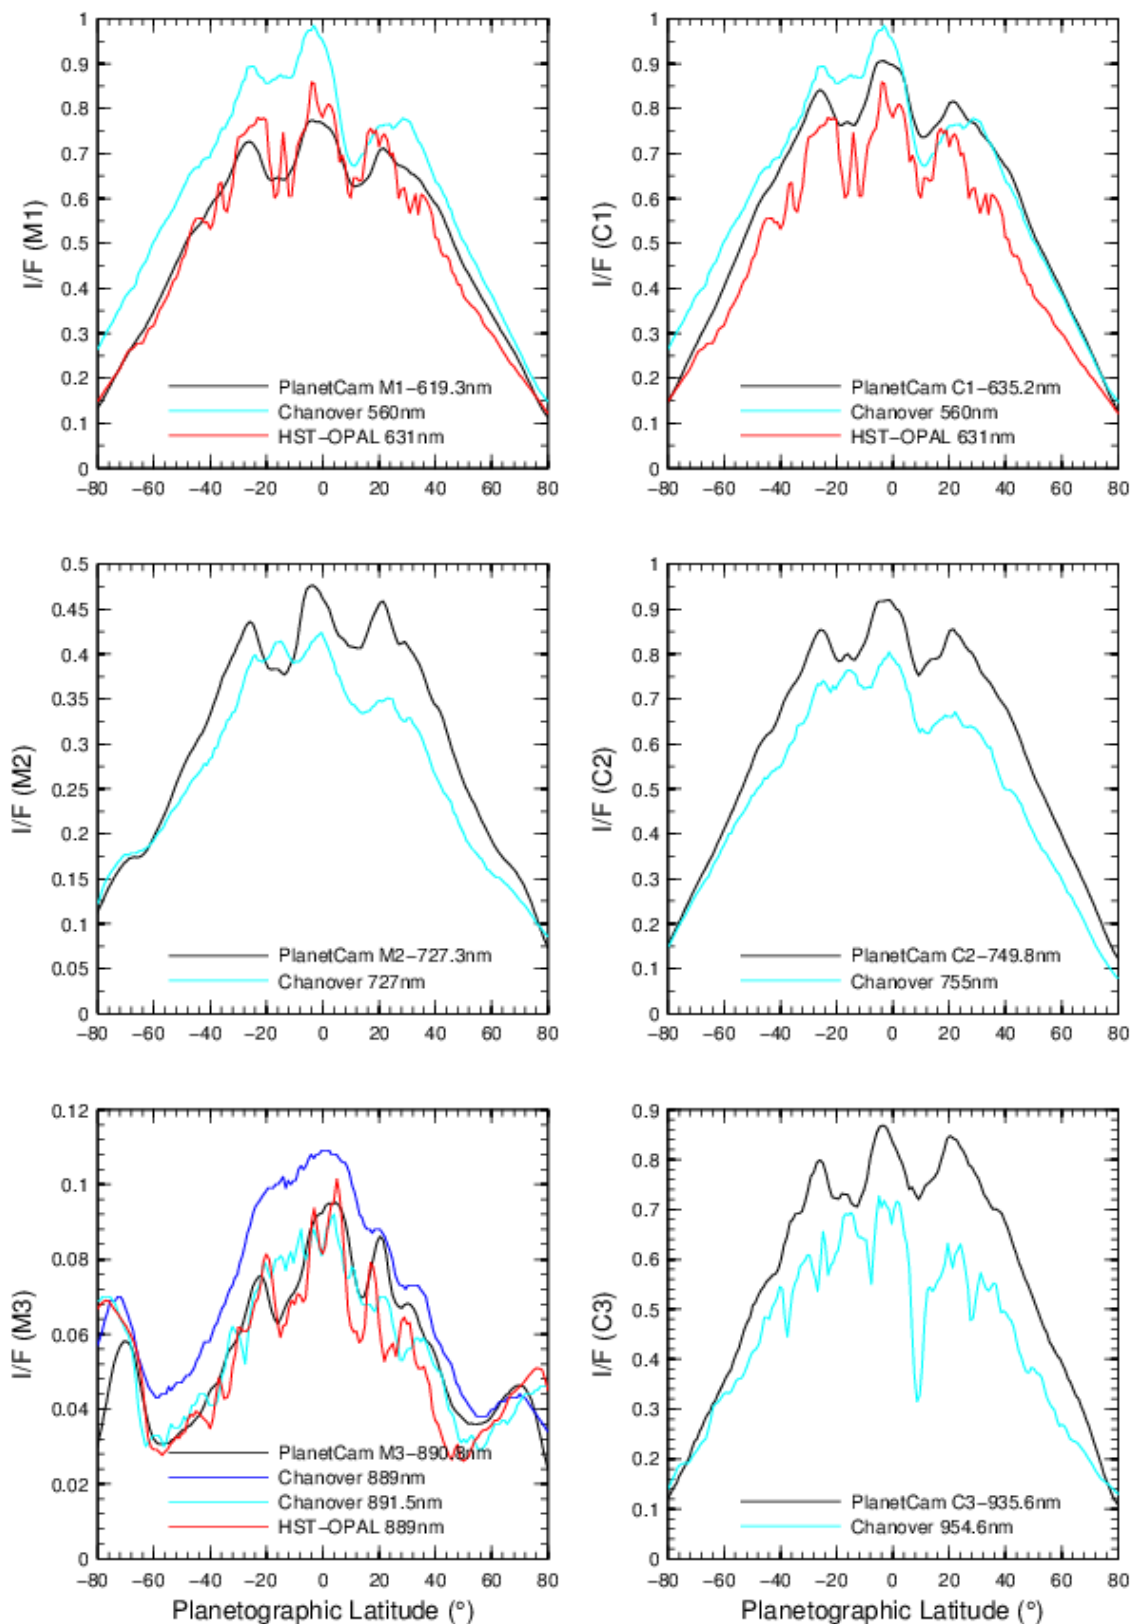 1
0.9
0.8
0.7
0.6
0.5
0.4
0.3
0.2
0.1
0
I/F (M1)
PlanetCam M1−619.3nm
Chanover 560nm
HST−OPAL 631nm
−80 −60 −40 −20 0 20 40 60 80
1
0.9
0.8
0.7
0.6
0.5
0.4
0.3
0.2
0.1
0
I/F (C1)
PlanetCam C1−635.2nm
Chanover 560nm
HST−OPAL 631nm
−80 −60 −40 −20 0 20 40 60 80
0.5
0.45
0.4
0.35
0.3
0.25
0.2
0.15
0.1
0.05
0
I/F (M2)
PlanetCam M2−727.3nm
Chanover 727nm
−80 −60 −40 −20 0 20 40 60 80
1
0.9
0.8
0.7
0.6
0.5
0.4
0.3
0.2
0.1
0
I/F (C2)
PlanetCam C2−749.8nm
Chanover 755nm
−80 −60 −40 −20 0 20 40 60 80
0.12
0.1
0.08
0.06
0.04
0.02
0
I/F (M3)
PlanetCam M3−890.8nm
Chanover 889nm
Chanover 891.5nm
HST−OPAL 889nm
−80 −60 −40 −20 0 20 40 60 80
Planetographic Latitude (°)
0.9
0.8
0.7
0.6
0.5
0.4
0.3
0.2
0.1
0
I/F (C3)
PlanetCam C3−935.6nm
Chanover 954.6nm
−80 −60 −40 −20 0 20 40 60 80
Planetographic Latitude (°)